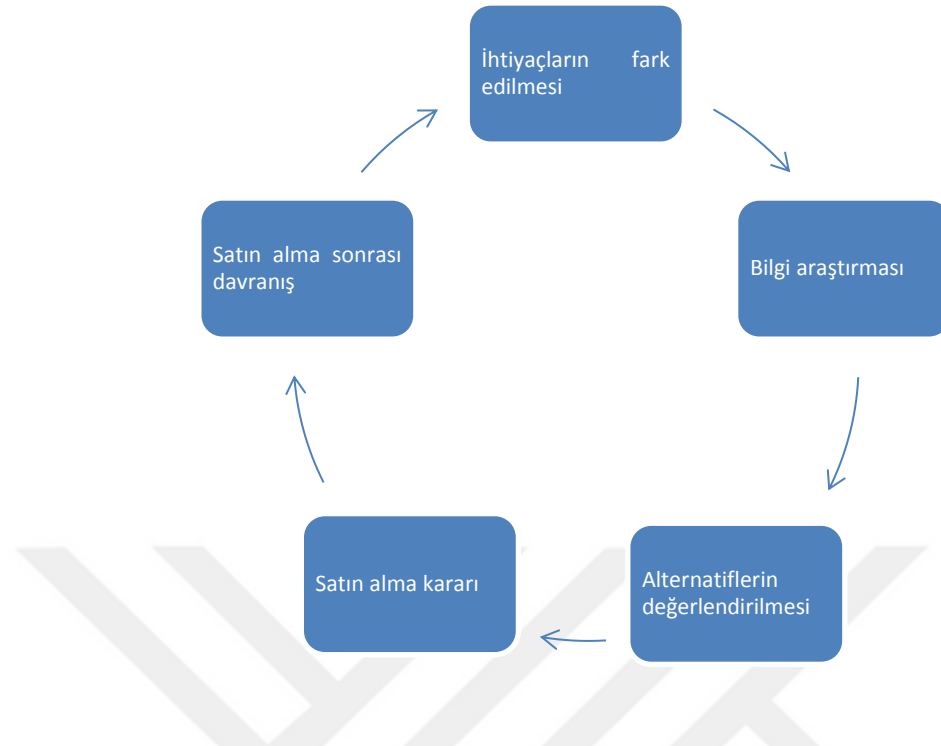 İhtiyaçların fark
edilmesi
Bilgi araştırması
Alternatiflerin
değerlendirilmesi
Satın alma kararı
Satın alma sonrası
davranış